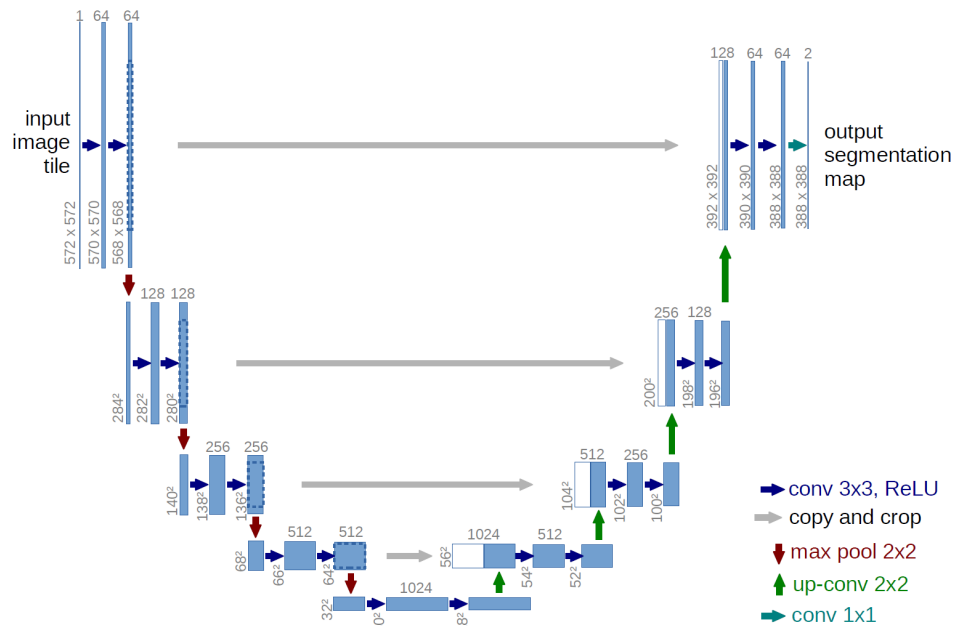 1 64 64
128 64 64 2
input
image
tile
output
segmentation
map
572 x 572
570 x 570
568 x 568
392 x 392
390 x 390
388 x 388
388 x 388
128 128
256 128
284²
282²
280²
200²
198²
196²
256 256
512 256
140²
138²
136²
104²
102²
100²
512 512
1024 512
68²
66²
64²
56²
54²
52²
1024
32²
0²
8²
conv 3x3, ReLU
copy and crop
max pool 2x2
up-conv 2x2
conv 1x1